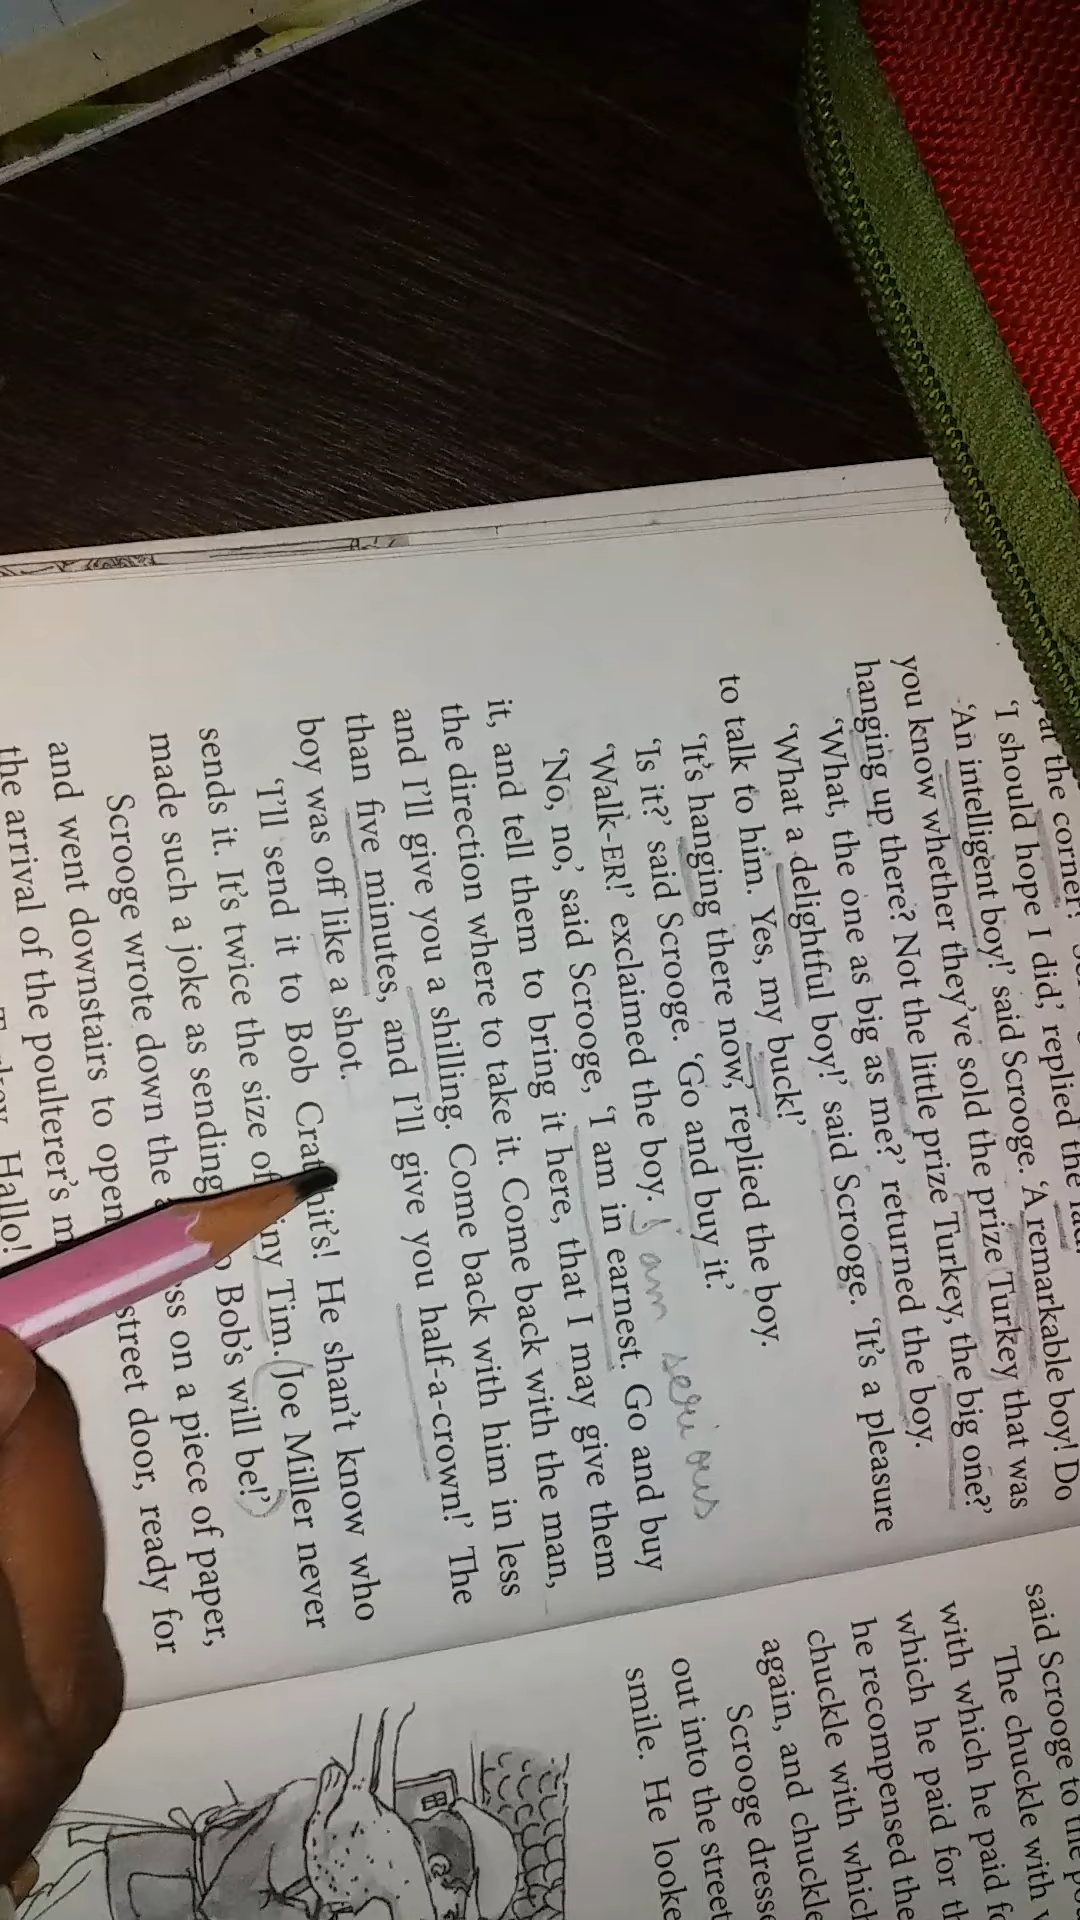 at the corner?
'I should hope I did,' replied the lad.
'An intelligent boy!' said Scrooge. 'A remarkable boy! Do
you know whether they've sold the prize Turkey that was
hanging up there? Not the little prize Turkey, the big one?'
'What, the one as big as me?' returned the boy.
'What a delightful boy!' said Scrooge. 'It's a pleasure
to talk to him. Yes, my buck!'
'It's hanging there now,' replied the boy.
'Is it?' said Scrooge. 'Go and buy it.'
'Walk-ER!' exclaimed the boy. I am serious
'No, no,' said Scrooge, 'I am in earnest. Go and buy
it, and tell them to bring it here, that I may give them
the direction where to take it. Come back with the man,
and I'll give you a shilling. Come back with him in less
than five minutes, and I'll give you half-a-crown!' The
boy was off like a shot.
'I'll send it to Bob Cratchit's! He shan't know who
sends it. It's twice the size of Tiny Tim. (Joe Miller never
made such a joke as sending Bob's will be!')
Scrooge wrote down the on a piece of paper,
and went downstairs to open street door, ready for
the arrival of the poulterer's
Hallo!
said Scrooge to the
The chuckle with
with which he paid
which he paid for
he recompensed the
chuckle with which
again, and
Scrooge
out into the street
smile. He